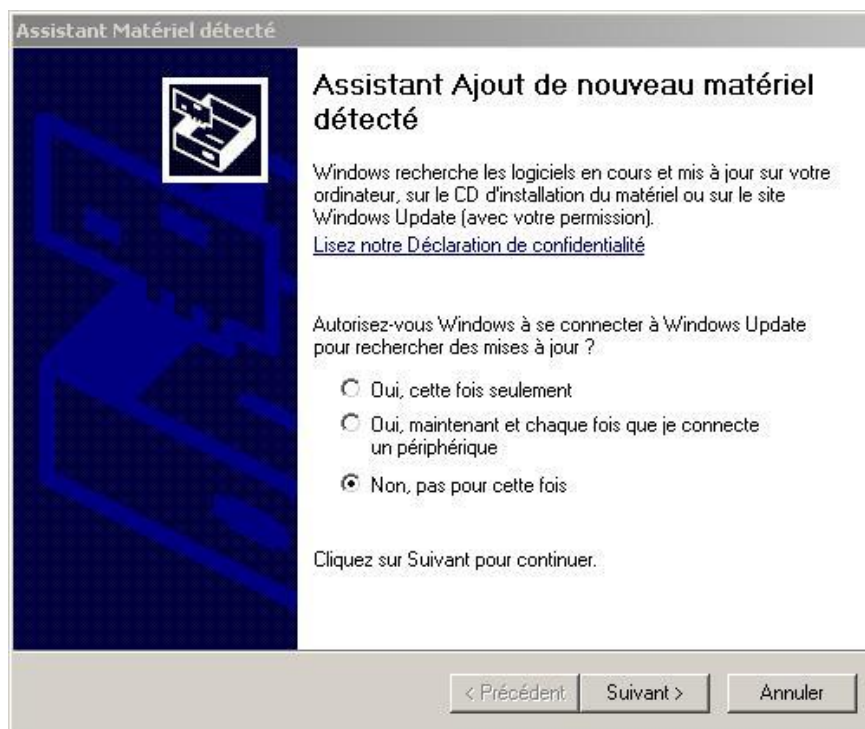 Assistant Matériel détecté
Assistant Ajout de nouveau matériel
détecté
Windows recherche les logiciels en cours et mis à jour sur votre
ordinateur, sur le CD d'installation du matériel ou sur le site
Windows Update (avec votre permission).
Lisez notre Déclaration de confidentialité
Autorisez-vous Windows à se connecter à Windows Update
pour rechercher des mises à jour ?
Oui, cette fois seulement
Oui, maintenant et chaque fois que je connecte
un périphérique
Non, pas pour cette fois
Cliquez sur Suivant pour continuer.
< Précédent
Suivant >
Annuler